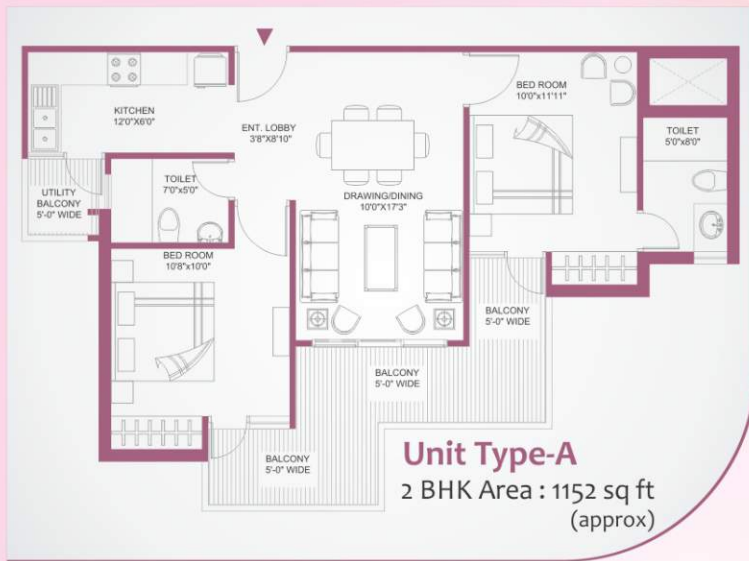 KITCHEN
12'0"X6'0"
ENT. LOBBY
3'8"X8'10"
BED ROOM
10'0"x11'11"
TOILET
5'0"x8'0"
UTILITY
BALCONY
5'-0" WIDE
TOILET
7'0"x5'0"
DRAWING/DINING
10'0"X17'3"
BED ROOM
10'8"x10'0"
BALCONY
5'-0" WIDE
BALCONY
5'-0" WIDE
BALCONY
5'-0" WIDE
Unit Type-A
2 BHK Area : 1152 sq ft
(approx)